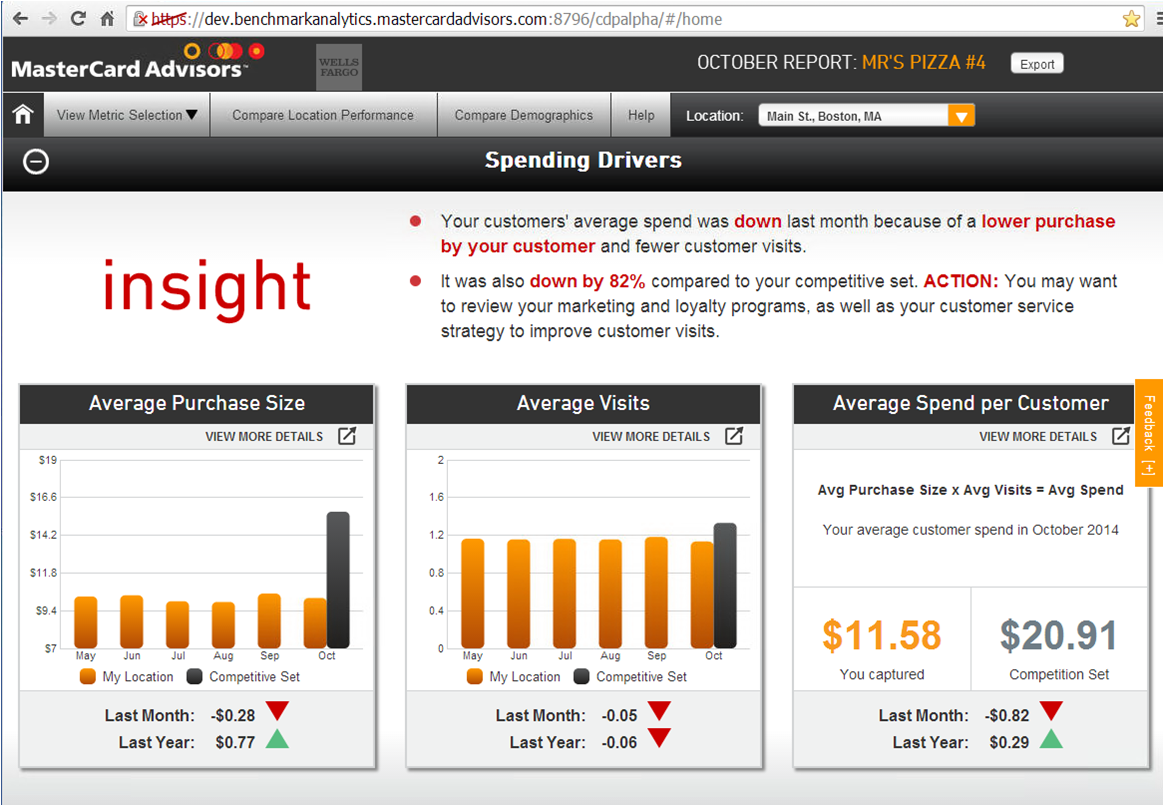 https://dev.benchmarkanalytics.mastercardadvisors.com:8796/cdpalpha/#/home
MasterCard Advisors™
WELLS
FARGO
OCTOBER REPORT: MR'S PIZZA #4
Export
View Metric Selection
Compare Location Performance
Compare Demographics
Help
Location:
Main St., Boston, MA
Spending Drivers
insight
Your customers' average spend was down last month because of a lower purchase
by your customer and fewer customer visits.
It was also down by 82% compared to your competitive set. ACTION: You may want
to review your marketing and loyalty programs, as well as your customer service
strategy to improve customer visits.
Average Purchase Size
VIEW MORE DETAILS
$19
$16.6
$14.2
$11.8
$9.4
$7
May Jun Jul Aug Sep Oct
My Location Competitive Set
Last Month: -$0.28
Last Year: $0.77
Average Visits
VIEW MORE DETAILS
2
1.6
1.2
0.8
0.4
0
May Jun Jul Aug Sep Oct
My Location Competitive Set
Last Month: -0.05
Last Year: -0.06
Average Spend per Customer
VIEW MORE DETAILS
Avg Purchase Size x Avg Visits = Avg Spend
Your average customer spend in October 2014
$11.58 $20.91
You captured Competition Set
Last Month: -$0.82
Last Year: $0.29
Feedback [+]